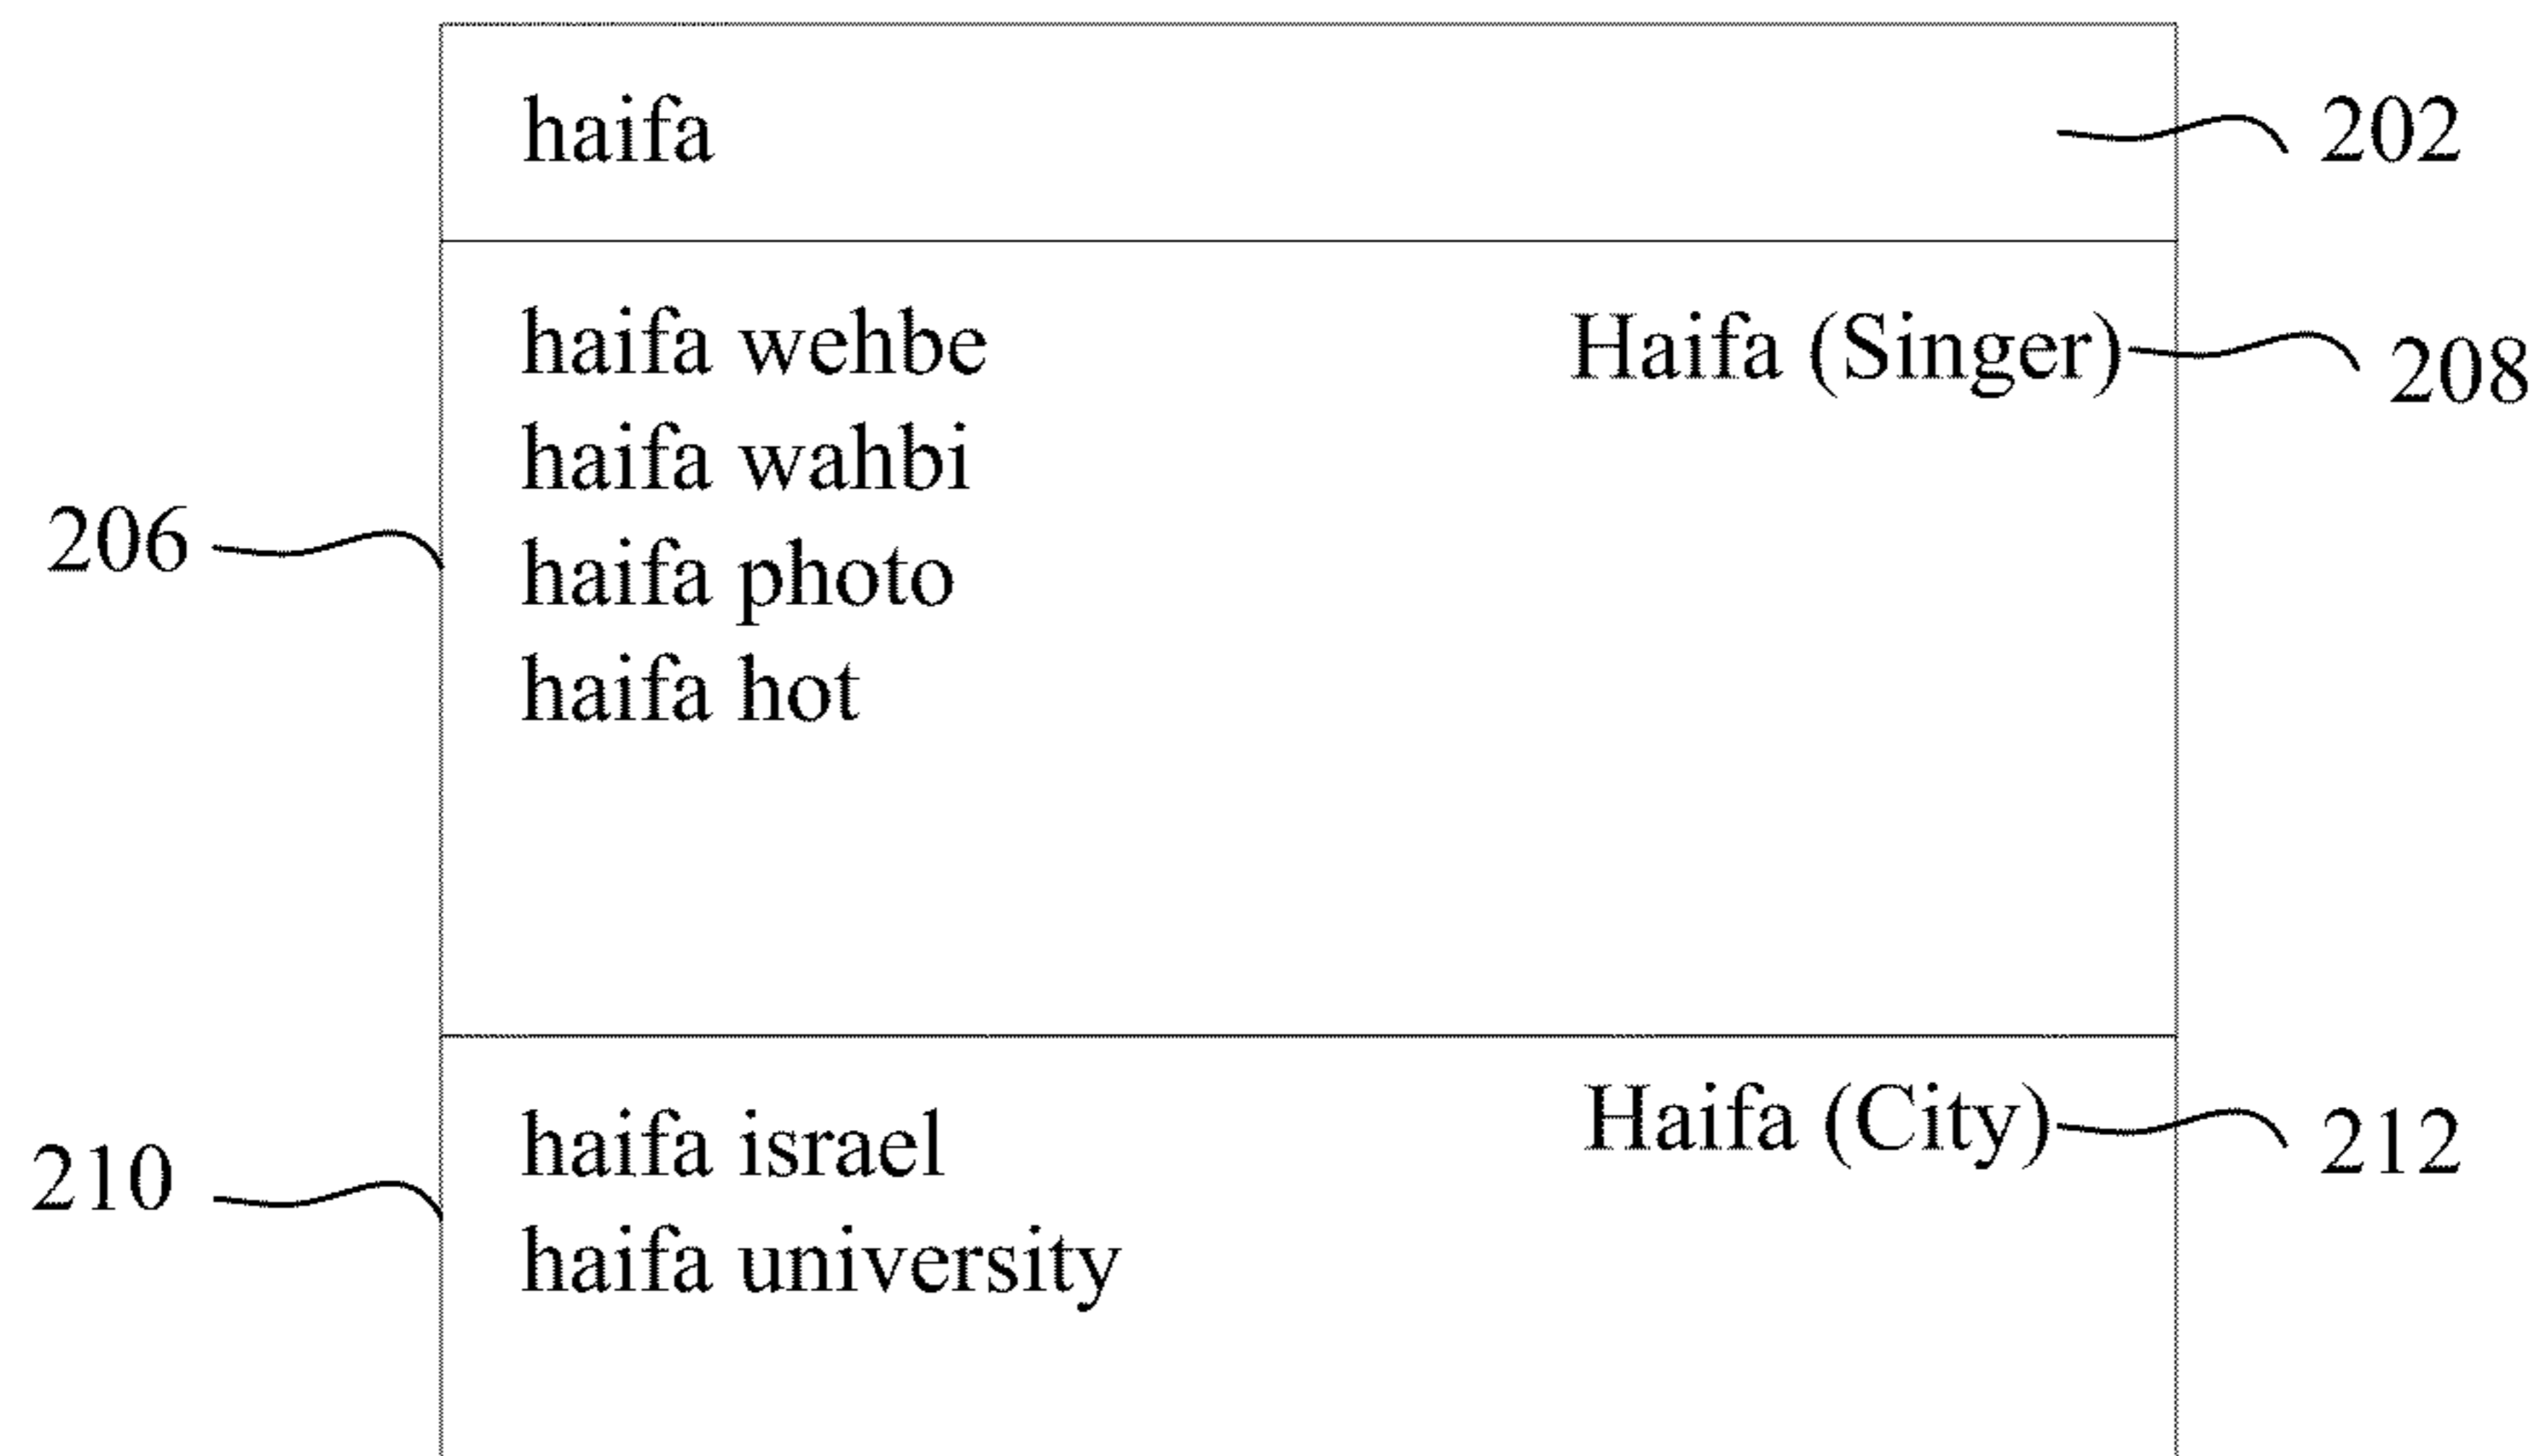 haifa 202
haifa wehbe Haifa (Singer) 208
haifa wahbi
206 haifa photo
haifa hot
haifa israel Haifa (City) 212
210 haifa university